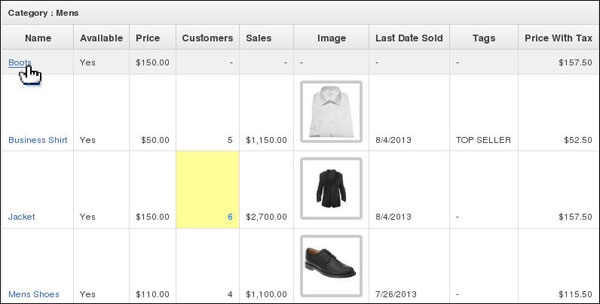 Category : Mens
Name Available Price Customers Sales Image Last Date Sold Tags Price With Tax
Boots Yes $150.00 - - - - - $157.50
Business Shirt Yes $50.00 5 $1,150.00 8/4/2013 TOP SELLER $52.50
Jacket Yes $150.00 6 $2,700.00 8/4/2013 - $157.50
Mens Shoes Yes $110.00 4 $1,100.00 7/26/2013 - $115.50